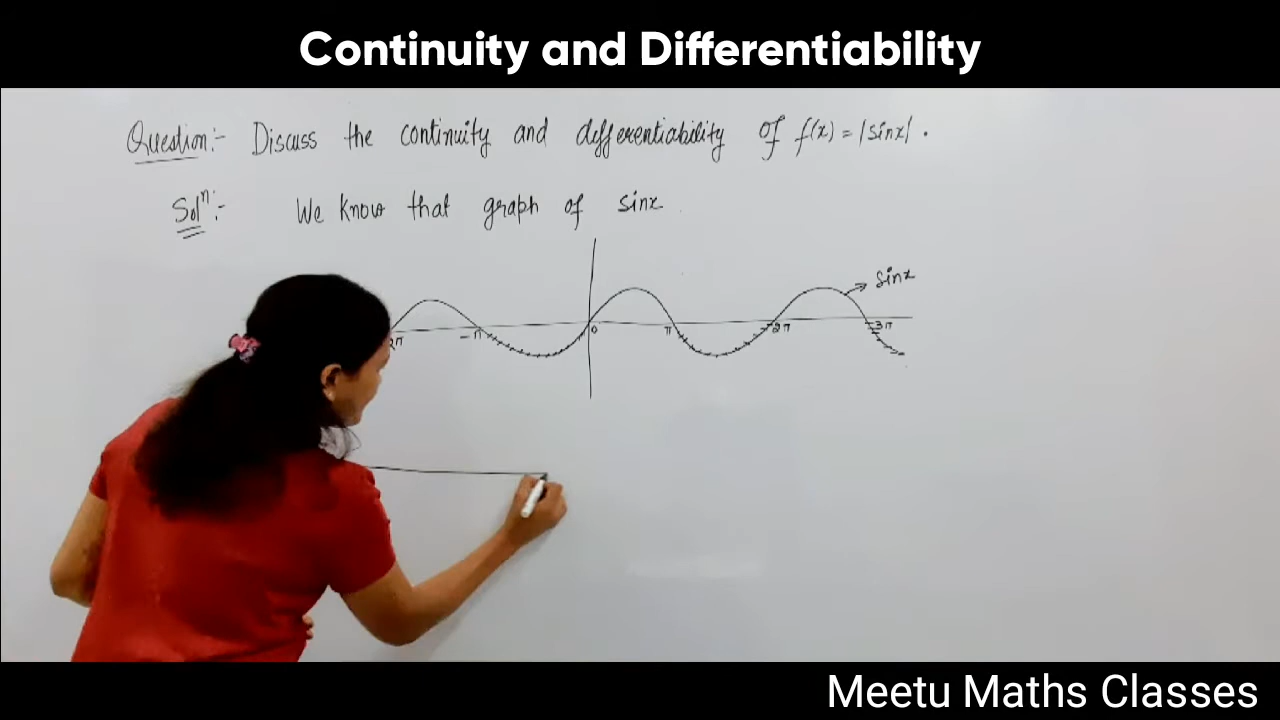 Continuity and Differentiability
Question:- Discuss the continuity and differentiability of f(x) = |sinx|.
Solⁿ:- We know that graph of sinx
sinx
2π -π 0 π 2π 3π
Meetu Maths Classes